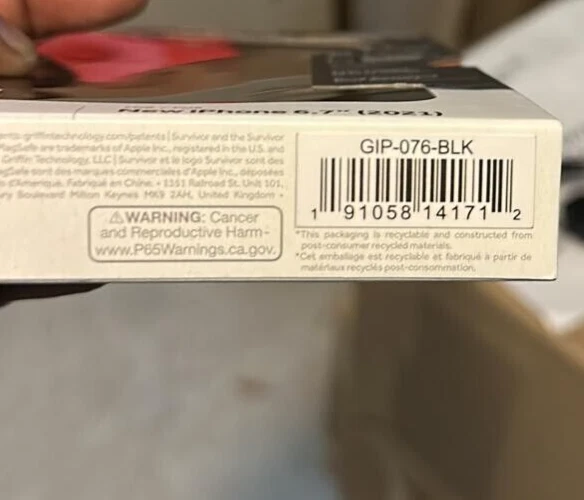 New iPhone 6.7" (2021)
griffintechnology.com/patents | Survivor and the Survivor
MagSafe are trademarks of Apple Inc., registered in the U.S. and
Griffin Technology, LLC | Survivor et le logo Survivor sont des
sont des marques commerciales d'Apple Inc., déposées
d'Amérique. Fabriqué en Chine. • 1351 Railroad St. Unit 101,
Boulevard Milton Keynes MK9 2AH, United Kingdom •
⚠WARNING: Cancer
and Reproductive Harm-
www.P65Warnings.ca.gov.
GIP-076-BLK
1 91058 14171 2
*This packaging is recyclable and constructed from
post-consumer recycled materials.
*Cet emballage est recyclable et fabriqué à partir de
matériaux recyclés post-consommation.